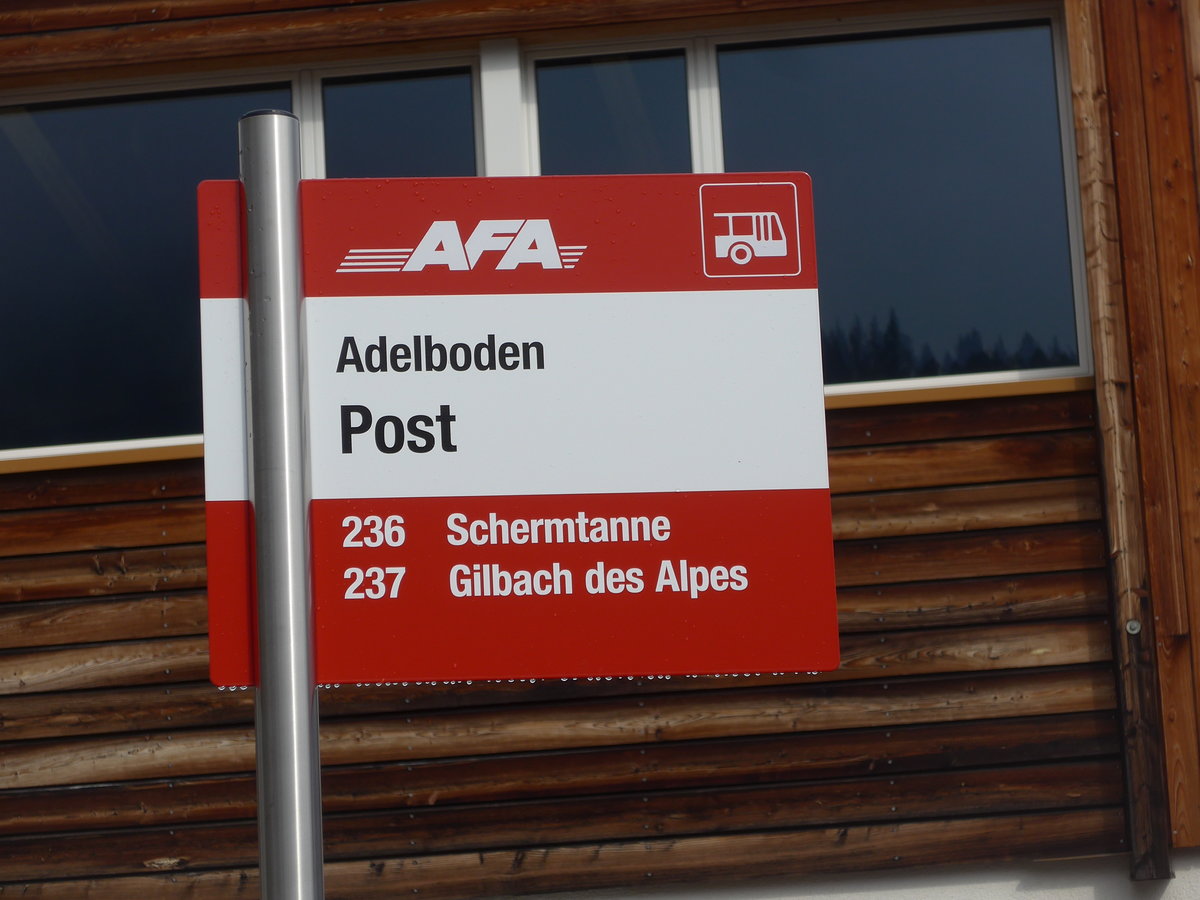 AFA
Adelboden
Post
236 Schermtanne
237 Gilbach des Alpes